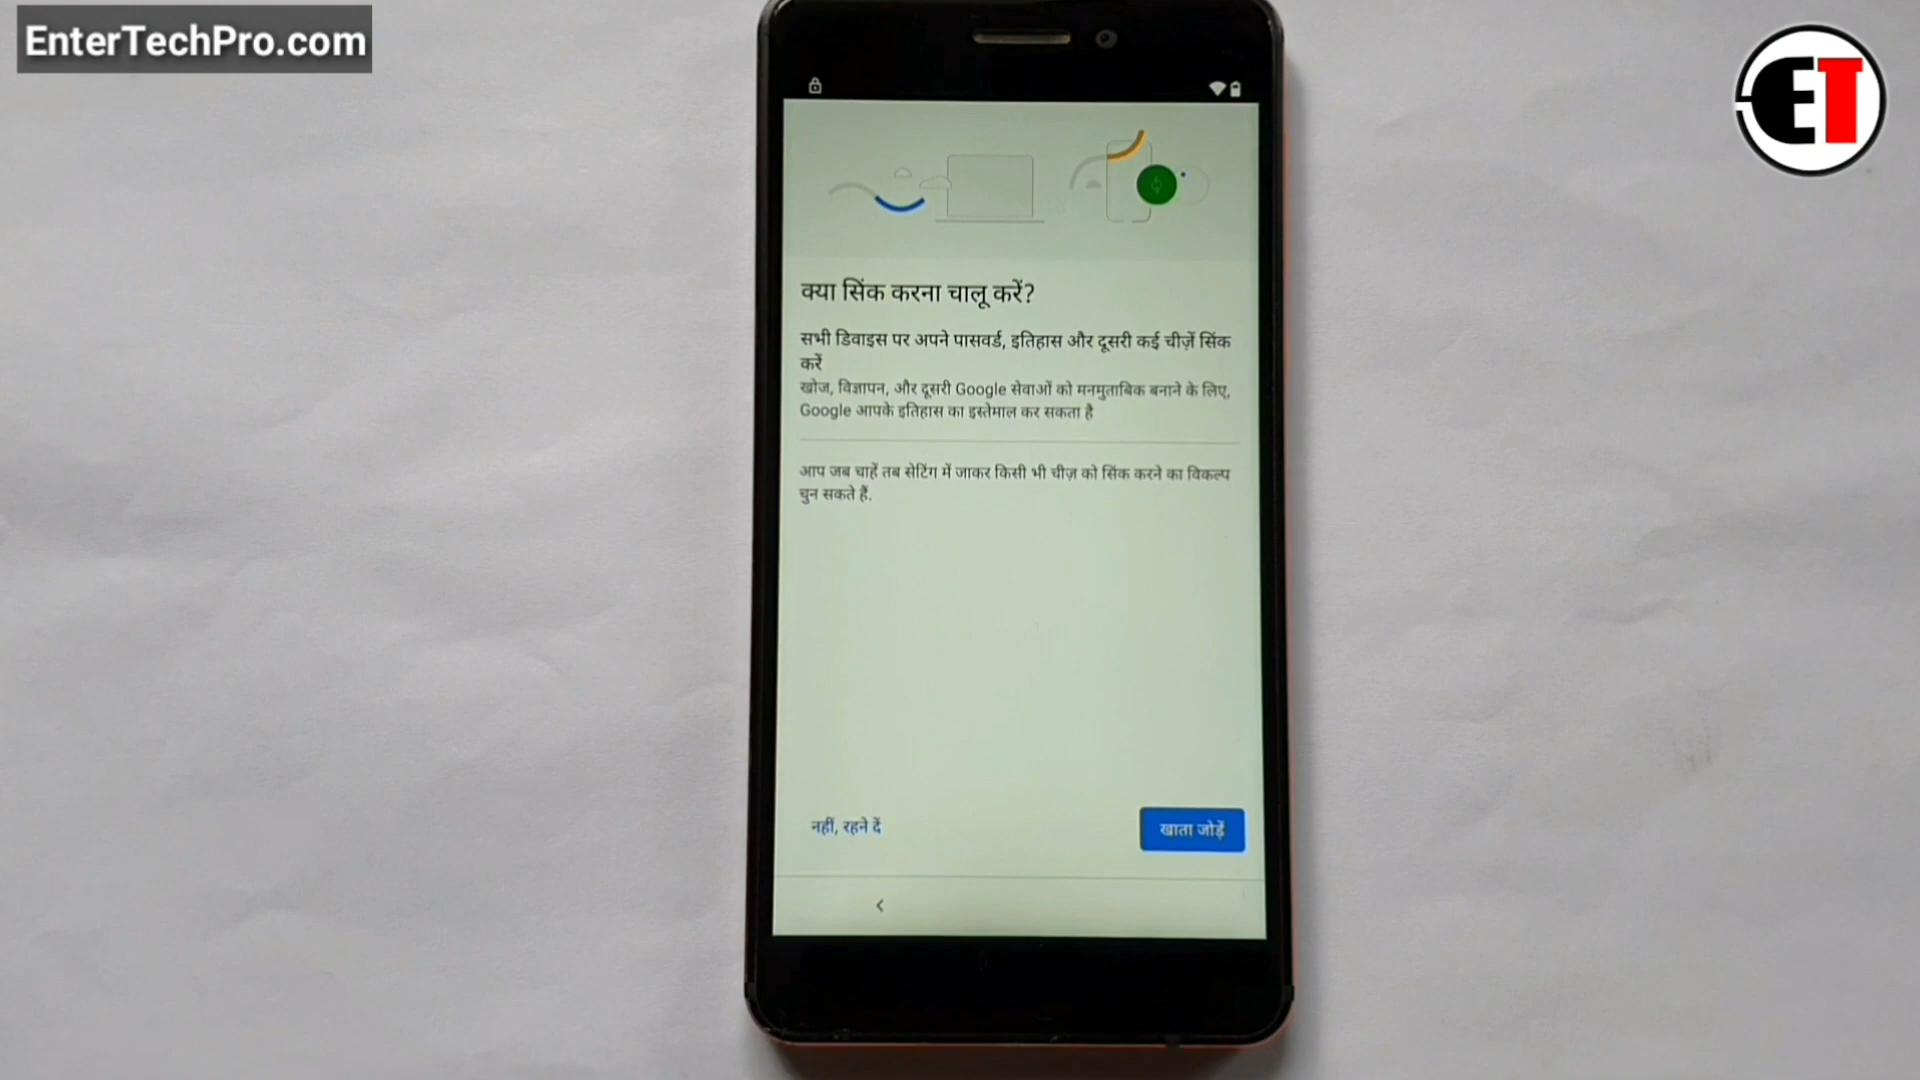 EnterTechPro.com
ET
क्या सिंक करना चालू करें?
सभी डिवाइस पर अपने पासवर्ड, इतिहास और दूसरी कई चीज़ें सिंक
करें
खोज, विज्ञापन, और दूसरी Google सेवाओं को मनमुताबिक बनाने के लिए,
Google आपके इतिहास का इस्तेमाल कर सकता है
आप जब चाहें तब सेटिंग में जाकर किसी भी चीज़ को सिंक करने का विकल्प
चुन सकते हैं.
नहीं, रहने दें
खाता जोड़ें